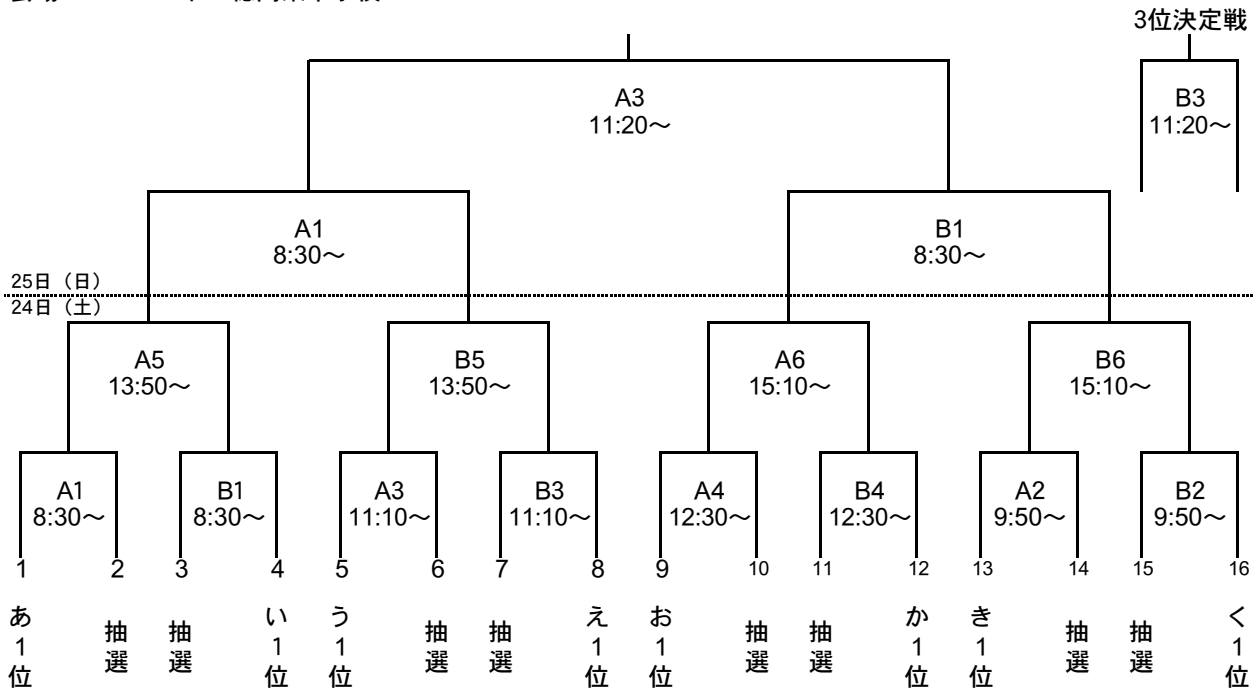 3位決定戦
A3
11:20～
B3
11:20～
A1
8:30～
B1
8:30～
25日（日）
24日（土）
A5
13:50～
B5
13:50～
A6
15:10～
B6
15:10～
A1
8:30～
B1
8:30～
A3
11:10～
B3
11:10～
A4
12:30～
B4
12:30～
A2
9:50～
B2
9:50～
1 2 3 4 5 6 7 8 9 10 11 12 13 14 15 16
あ1位
抽選
抽選
い1位
う1位
抽選
抽選
え1位
お1位
抽選
抽選
か1位
き1位
抽選
抽選
く1位